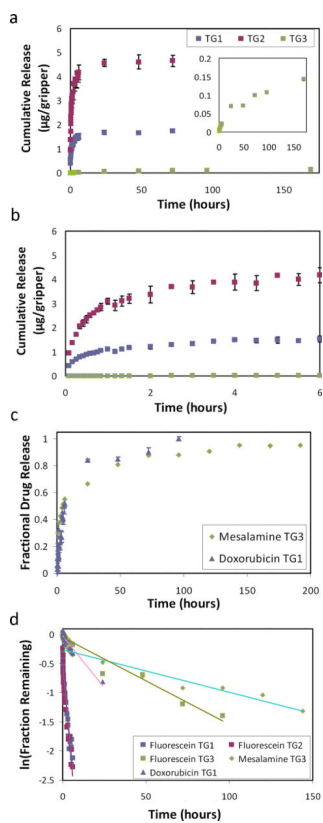 a
TG1 TG2 TG3
Cumulative Release
(µg/gripper)
6
5
4
3
2
1
0
0.2
0.15
0.1
0.05
0
0 50 100 150
0 50 100 150
Time (hours)
b
Cumulative Release
(µg/gripper)
6
5
4
3
2
1
0
0 2 4 6
Time (hours)
c
Fractional Drug Release
1
0.8
0.6
0.4
0.2
0
Mesalamine TG3
Doxorubicin TG1
0 50 100 150 200
Time (hours)
d
ln(Fraction Remaining)
0
-0.5
-1
-1.5
-2
-2.5
Fluorescein TG1 Fluorescein TG2
Fluorescein TG3 Mesalamine TG3
Doxorubicin TG1
0 50 100 150
Time (hours)